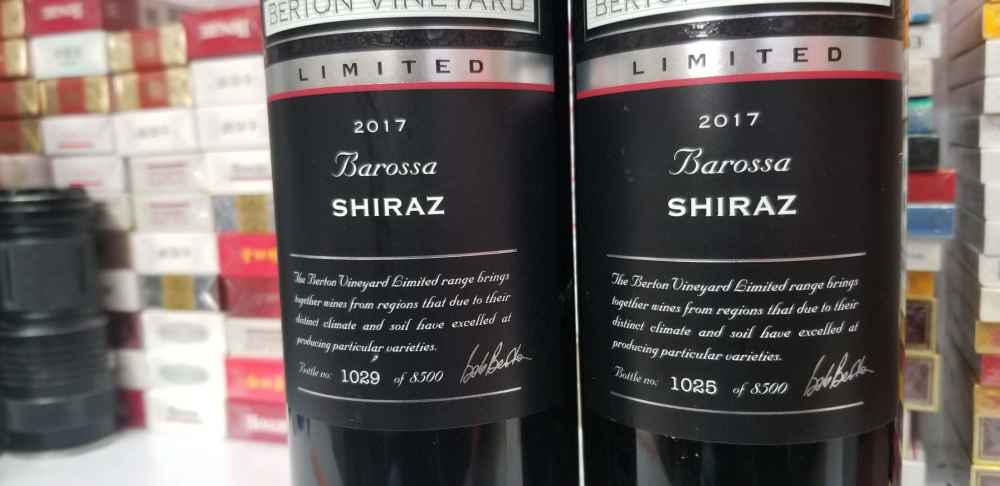 BERTON VINEYARD
LIMITED
2017
Barossa
SHIRAZ
The Berton Vineyard Limited range brings
together wines from regions that due to their
distinct climate and soil have excelled at
producing particular varieties.
Bottle no: 1029 of 8500
BERTON
LIMITED
2017
Barossa
SHIRAZ
The Berton Vineyard Limited range brings
together wines from regions that due to their
distinct climate and soil have excelled at
producing particular varieties.
Bottle no: 1025 of 8500